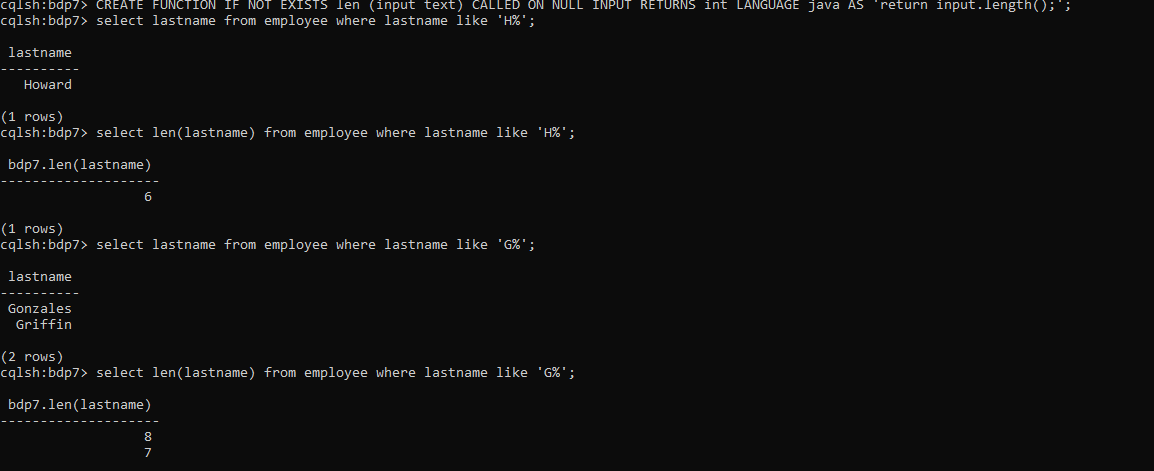 cqlsh:bdp7> CREATE FUNCTION IF NOT EXISTS len (input text) CALLED ON NULL INPUT RETURNS int LANGUAGE java AS 'return input.length();';
cqlsh:bdp7> select lastname from employee where lastname like 'H%';
lastname
----------
Howard
(1 rows)
cqlsh:bdp7> select len(lastname) from employee where lastname like 'H%';
bdp7.len(lastname)
--------------------
6
(1 rows)
cqlsh:bdp7> select lastname from employee where lastname like 'G%';
lastname
----------
Gonzales
Griffin
(2 rows)
cqlsh:bdp7> select len(lastname) from employee where lastname like 'G%';
bdp7.len(lastname)
--------------------
8
7